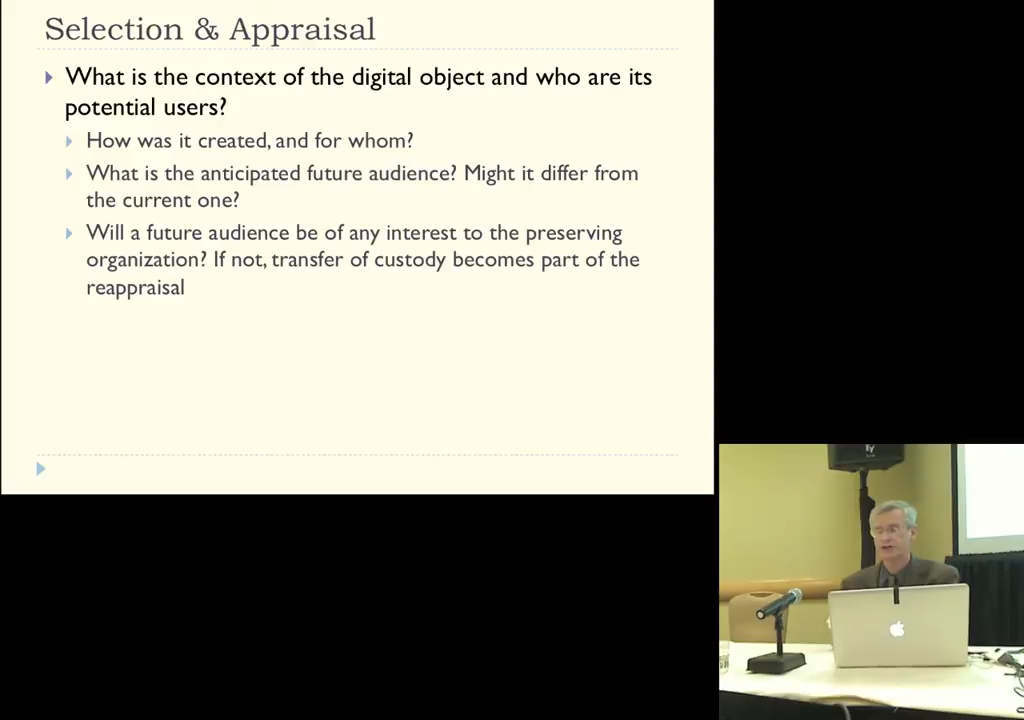 Selection & Appraisal
What is the context of the digital object and who are its
potential users?
How was it created, and for whom?
What is the anticipated future audience? Might it differ from
the current one?
Will a future audience be of any interest to the preserving
organization? If not, transfer of custody becomes part of the
reappraisal